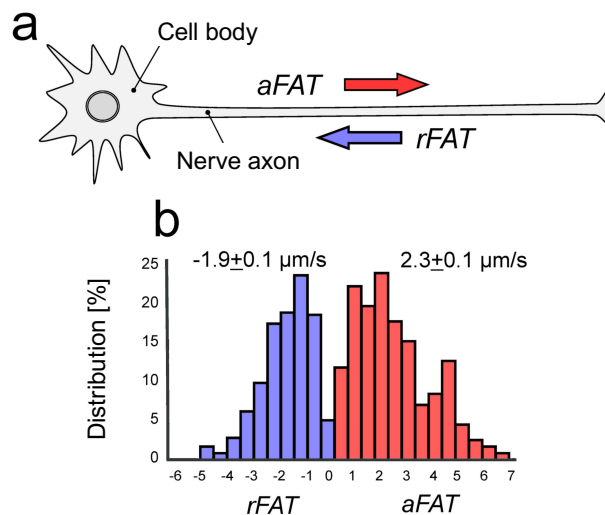 a
Cell body
aFAT
rFAT
Nerve axon
b
-1.9±0.1 µm/s 2.3±0.1 µm/s
Distribution [%]
25
20
15
10
5
0
-6 -5 -4 -3 -2 -1 0 1 2 3 4 5 6 7
rFAT aFAT